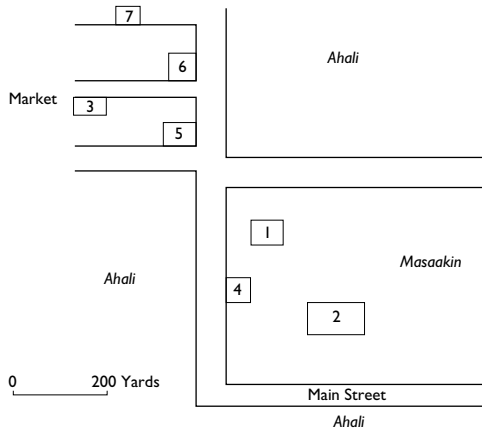 7
Ahali
6
Market
3
5
1
Masaakin
Ahali
4
2
0 200 Yards
Main Street
Ahali